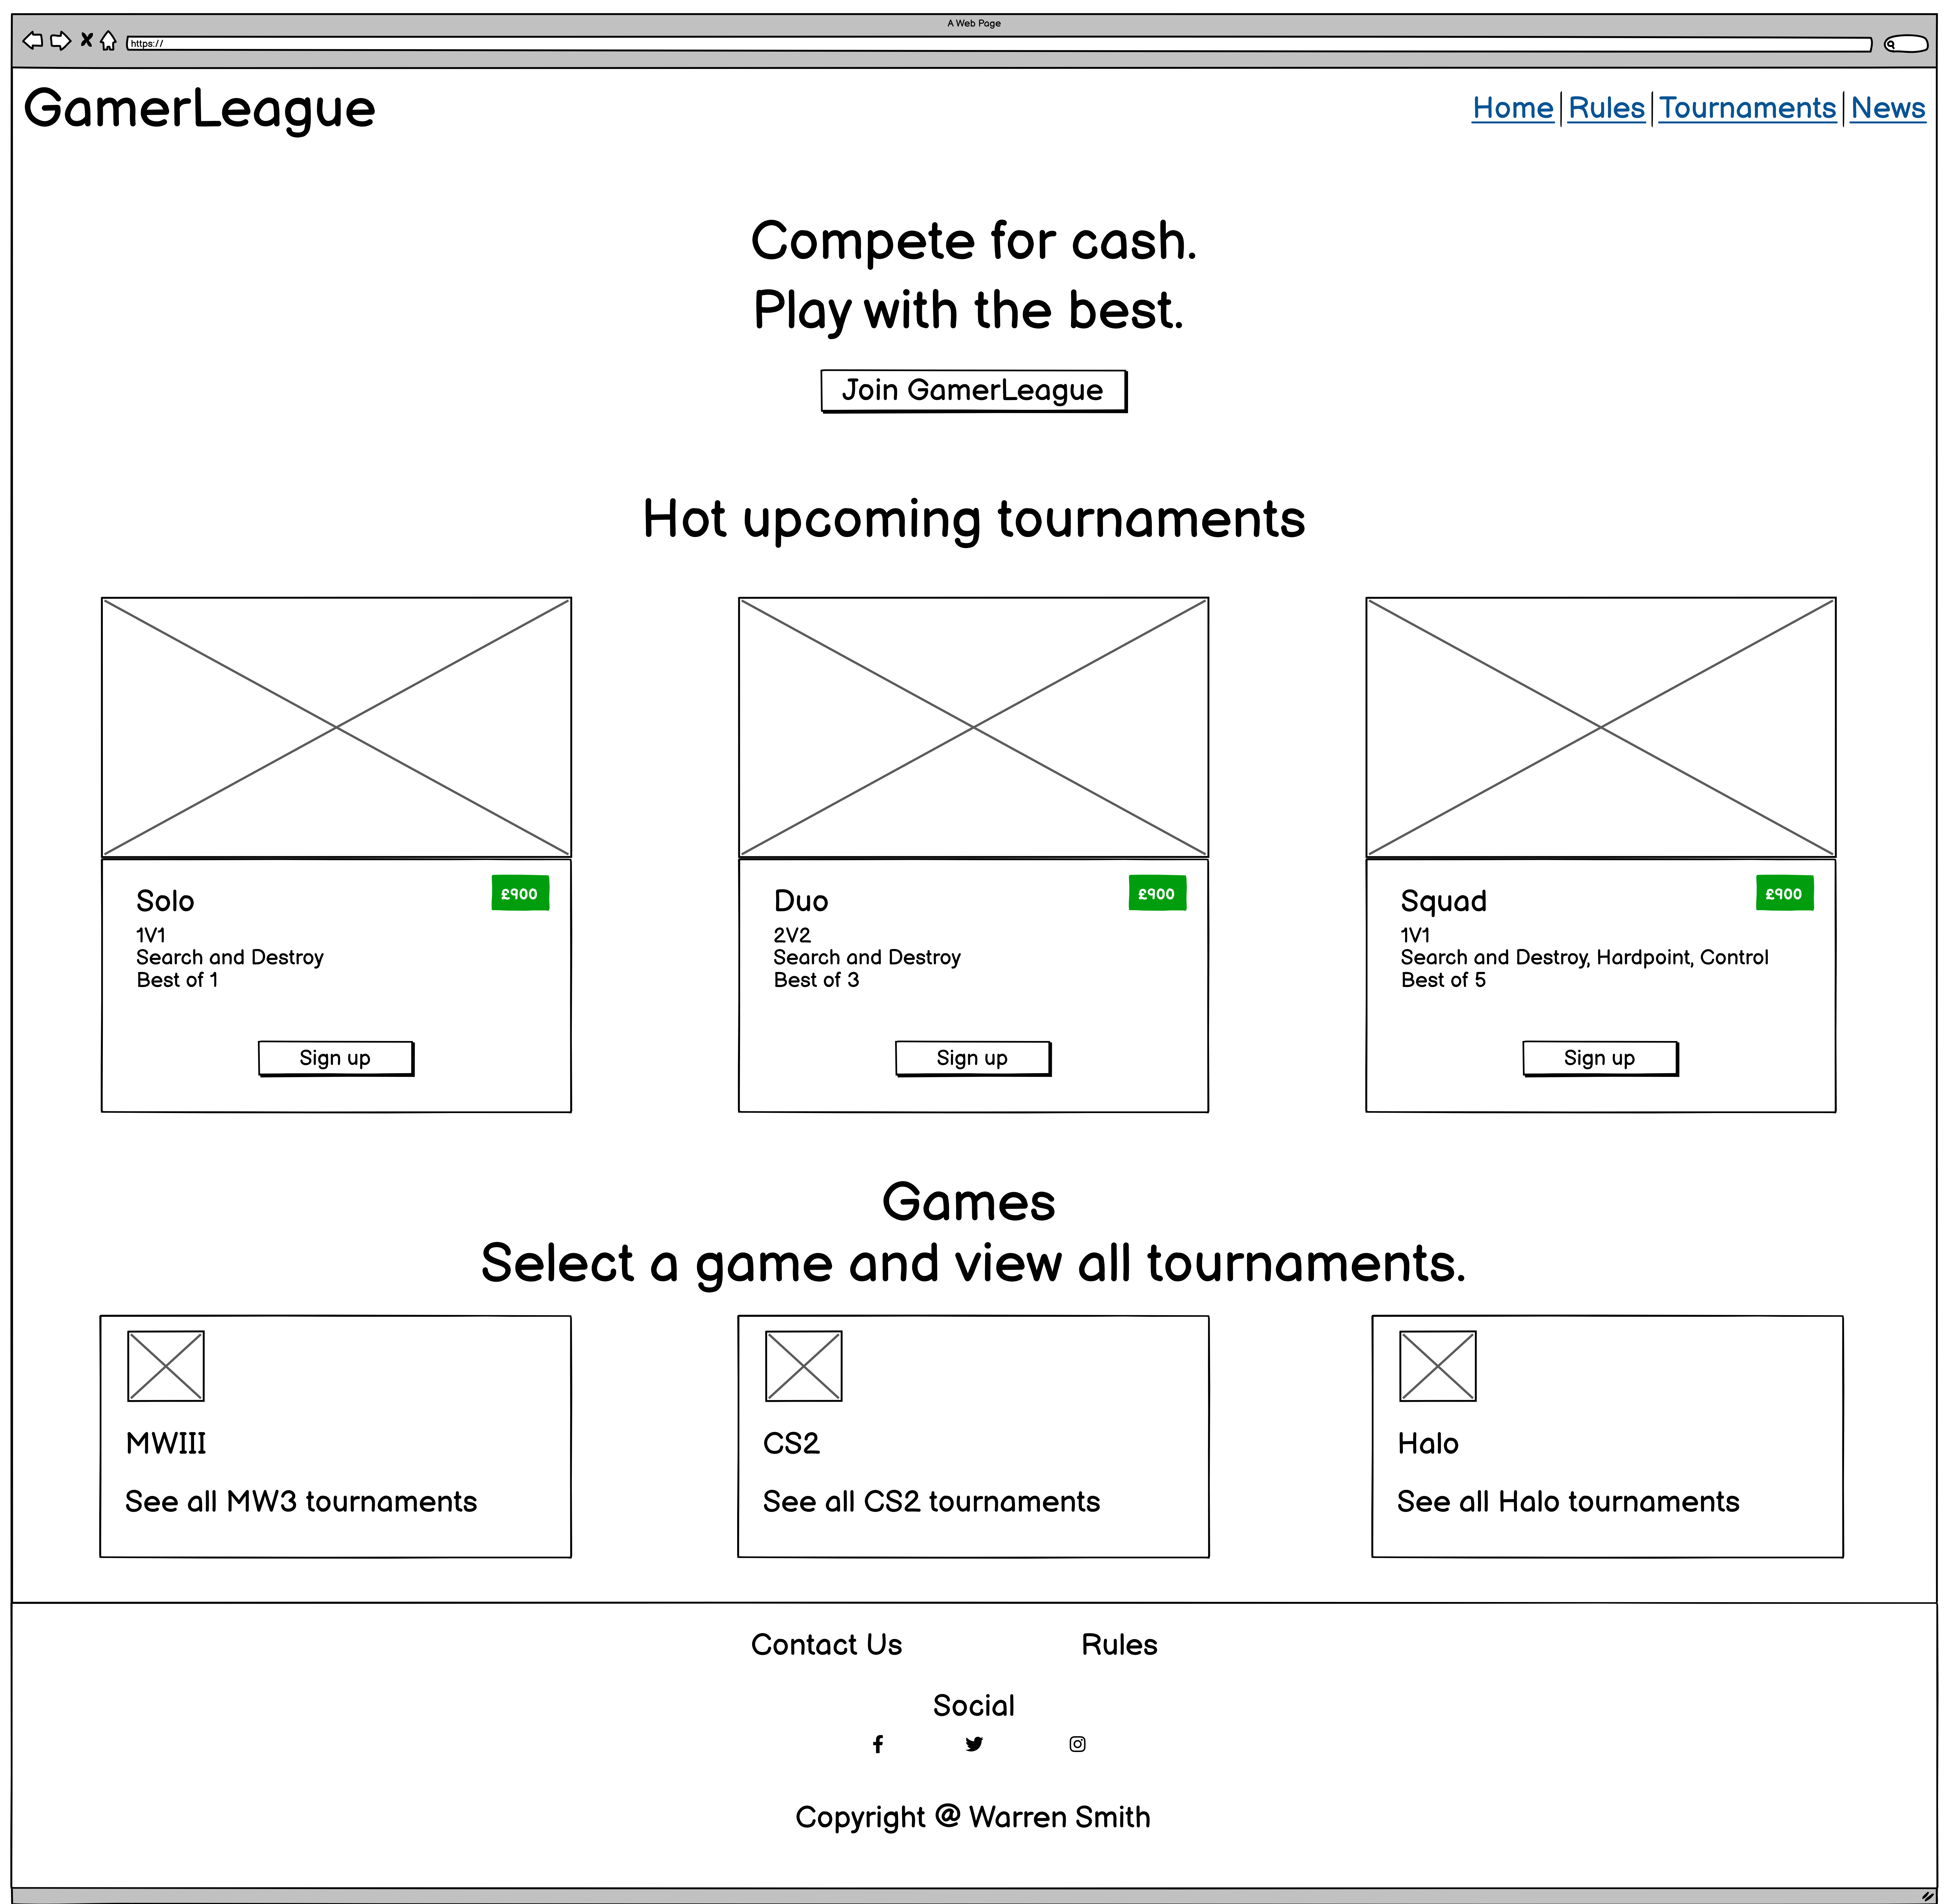 A Web Page
https://
GamerLeague
Home Rules Tournaments News
Compete for cash.
Play with the best.
Join GamerLeague
Hot upcoming tournaments
Solo
£900
1V1
Search and Destroy
Best of 1
Sign up
Duo
£900
2V2
Search and Destroy
Best of 3
Sign up
Squad
£900
1V1
Search and Destroy, Hardpoint, Control
Best of 5
Sign up
Games
Select a game and view all tournaments.
MWIII
See all MW3 tournaments
CS2
See all CS2 tournaments
Halo
See all Halo tournaments
Contact Us
Rules
Social
Copyright @ Warren Smith